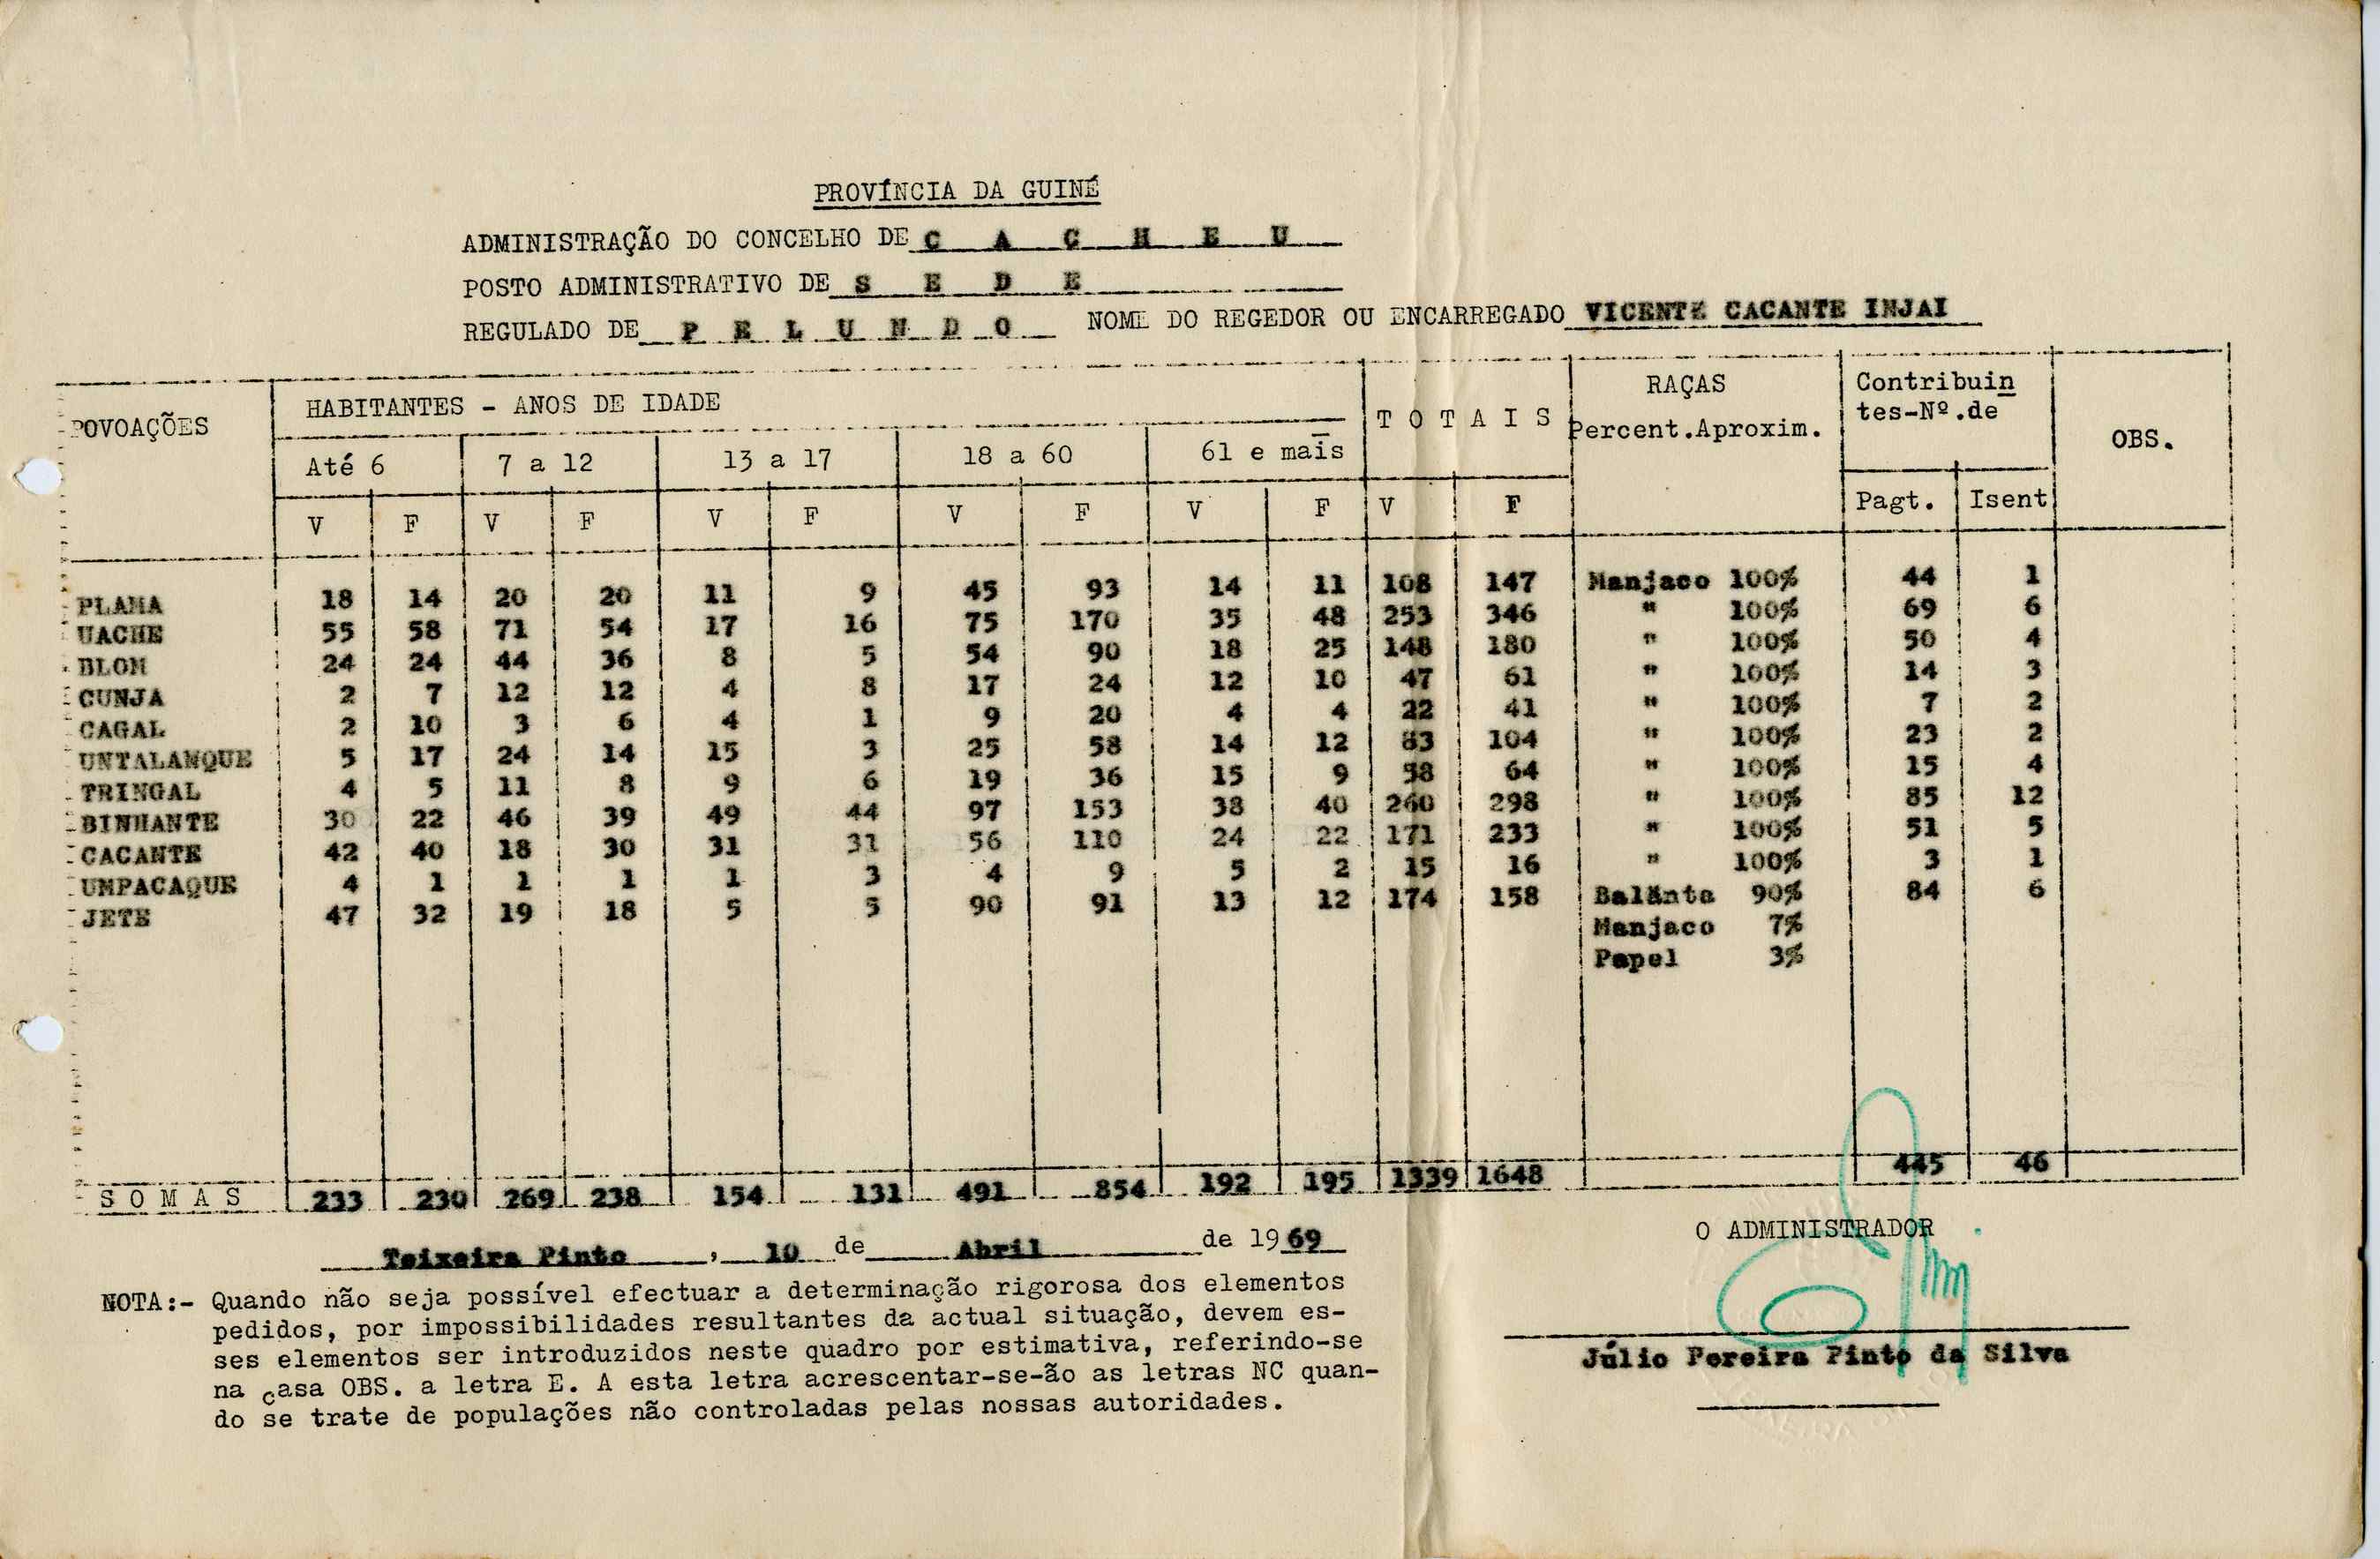 PROVÍNCIA DA GUINÉ
ADMINISTRAÇÃO DO CONCELHO DE C A C H E U
POSTO ADMINISTRATIVO DE S E D E
REGULADO DE P E L U N D O NOME DO REGEDOR OU ENCARREGADO VICENTE CACANTE INJAI
POVOAÇÕES HABITANTES - ANOS DE IDADE T O T A I S RAÇAS Percent.Aproxim. Contribuin tes-Nº.de OBS.
Até 6 7 a 12 13 a 17 18 a 60 61 e mais
V F V F V F V F V F V F Pagt. Isent
PLAMA 18 14 20 20 11 9 45 93 14 11 108 147 Manjaco 100% 44 1
UACHE 55 58 71 54 17 16 75 170 35 48 253 346 " 100% 69 6
BLOM 24 24 44 36 8 5 54 90 18 25 148 180 " 100% 50 4
CUNJA 2 7 12 12 4 8 17 24 12 10 47 61 " 100% 14 3
CAGAL 2 10 3 6 4 1 9 20 4 4 22 41 " 100% 7 2
UNTALANQUE 5 17 24 14 15 3 25 58 14 12 83 104 " 100% 23 2
TRINGAL 4 5 11 8 9 6 19 36 15 9 58 64 " 100% 15 4
BINHANTE 30 22 46 39 49 44 97 153 38 40 260 298 " 100% 85 12
CACANTE 42 40 18 30 31 31 56 110 24 22 171 233 " 100% 51 5
UMPACAQUE 4 1 1 1 1 3 4 9 5 2 15 16 " 100% 3 1
JETE 47 32 19 18 5 5 90 91 13 12 174 158 Balânta 90% 84 6
Manjaco 7%
Papel 3%
S O M A S 233 230 269 238 154 131 491 854 192 195 1339 1648 445 46
Teixeira Pinto, 10 de Abril de 1969
O ADMINISTRADOR
NOTA:- Quando não seja possível efectuar a determinação rigorosa dos elementos
pedidos, por impossibilidades resultantes da actual situação, devem es-
ses elementos ser introduzidos neste quadro por estimativa, referindo-se
na casa OBS. a letra E. A esta letra acrescentar-se-ão as letras NC quan-
do se trate de populações não controladas pelas nossas autoridades.
Júlio Pereira Pinto da Silva